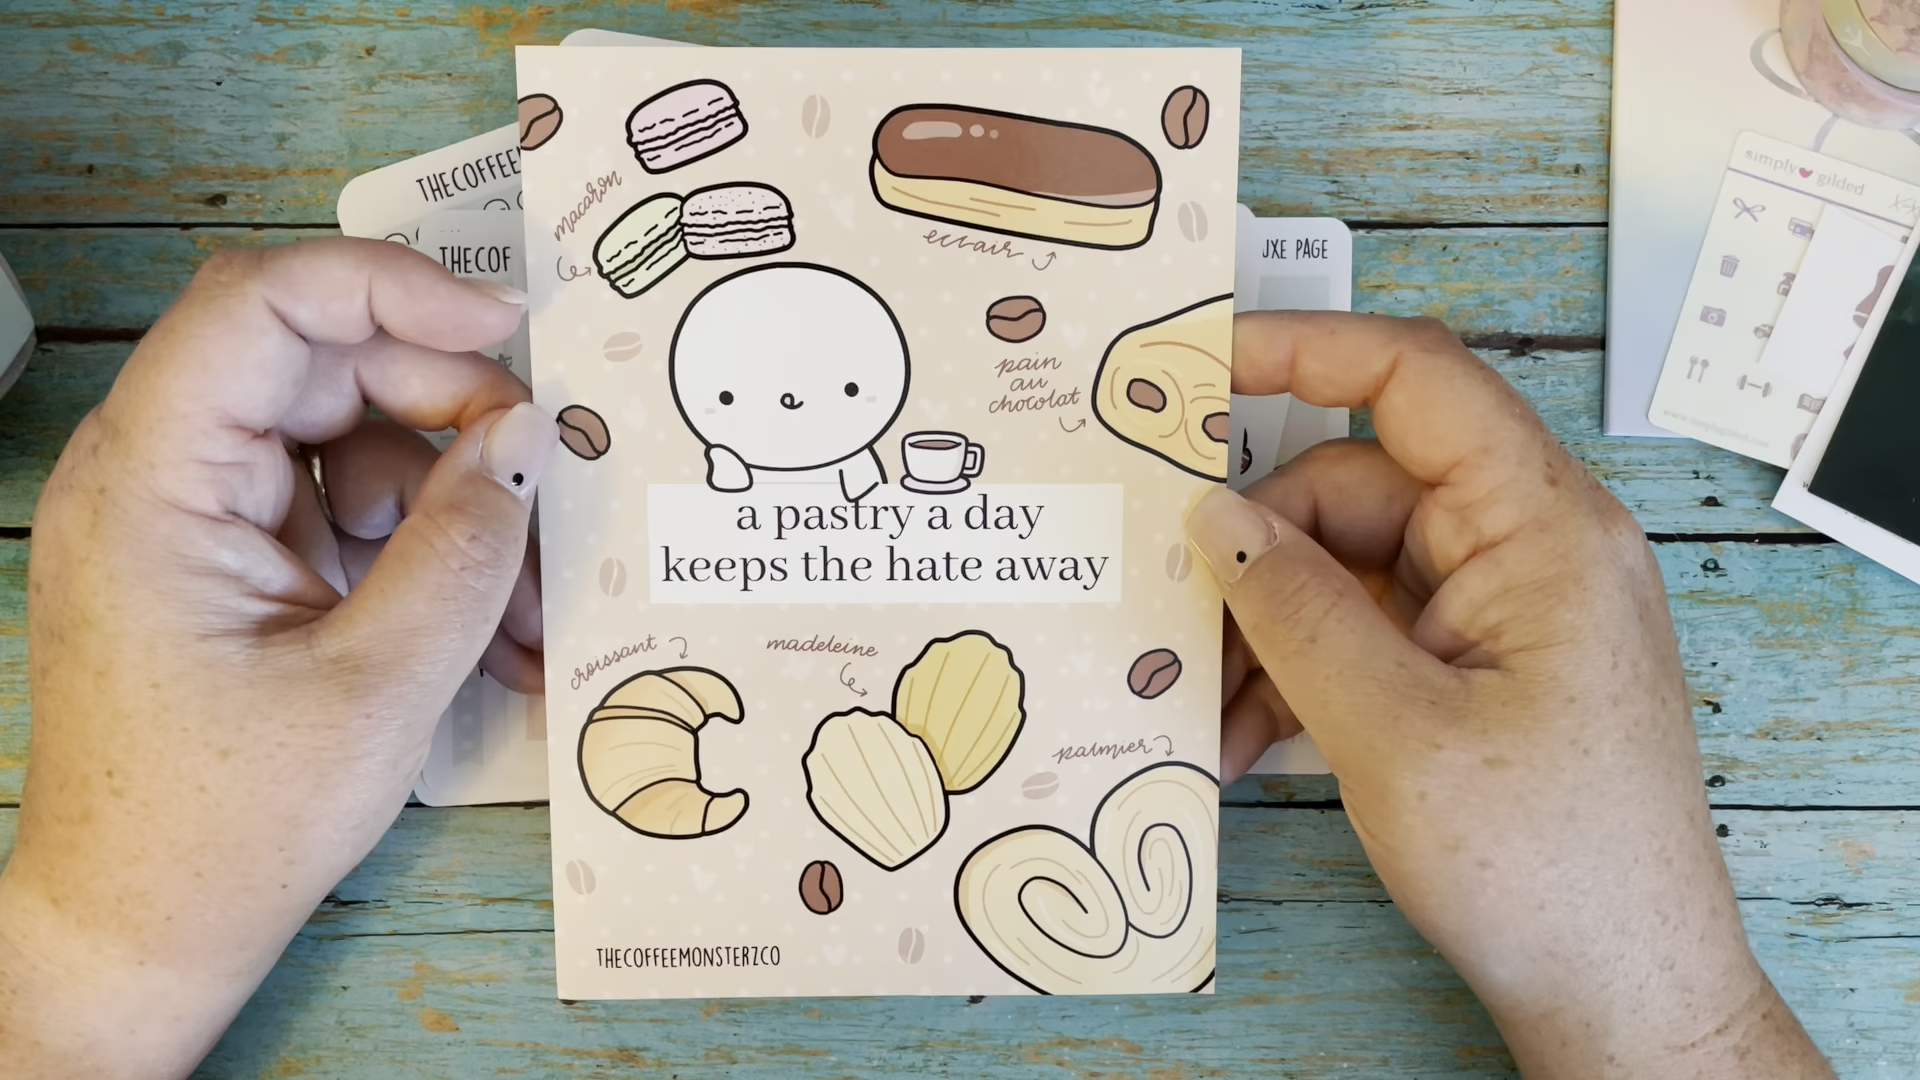 THECOFFEE
THECOF
macaron
eclair
JXE PAGE
simply gilded
pain
au
chocolat
a pastry a day
keeps the hate away
croissant
madeleine
palmier
THECOFFEEMONSTERZCO